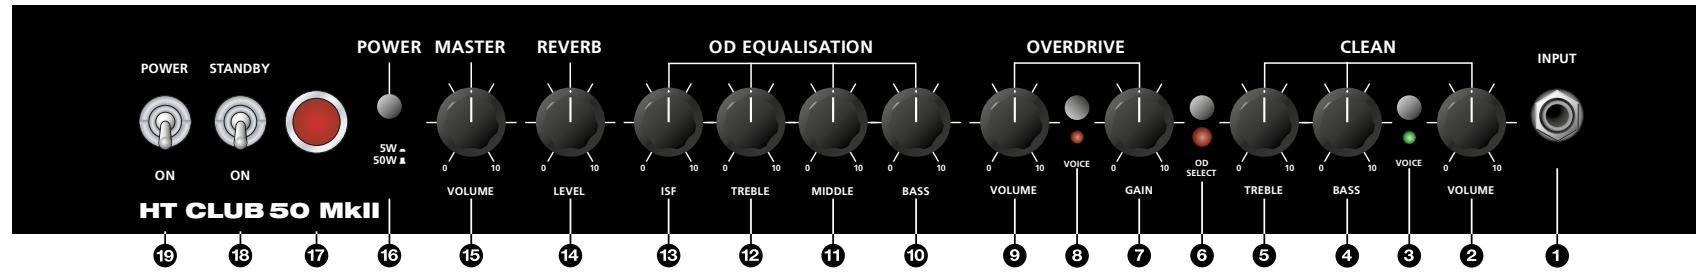 POWER MASTER REVERB OD EQUALISATION OVERDRIVE CLEAN
POWER STANDBY INPUT
5W
50W
0 10 0 10 0 10 0 10 0 10 0 10 0 10 0 10 0 10 0 10 0 10
VOICE OD SELECT VOICE
ON ON
VOLUME LEVEL ISF TREBLE MIDDLE BASS VOLUME GAIN TREBLE BASS VOLUME
HT CLUB 50 MkII
19 18 17 16 15 14 13 12 11 10 9 8 7 6 5 4 3 2 1